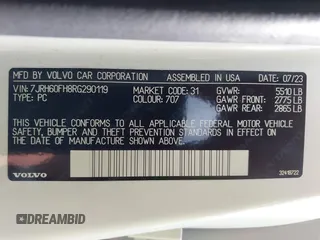 MFD. BY VOLVO CAR CORPORATION ASSEMBLED IN USA DATE 07/23
VIN: 7JRH60FH8RG290119 MARKET CODE: 31 GVWR: 5510 LB
TYPE: PC COLOUR: 707 GAWR FRONT: 2775 LB
GAWR REAR: 2865 LB
THIS VEHICLE CONFORMS TO ALL APPLICABLE U.S. FEDERAL MOTOR VEHICLE
SAFETY, BUMPER AND THEFT PREVENTION STANDARDS IN EFFECT ON THE
DATE OF MANUFACTURE SHOWN ABOVE.
VOLVO
DREAMBID